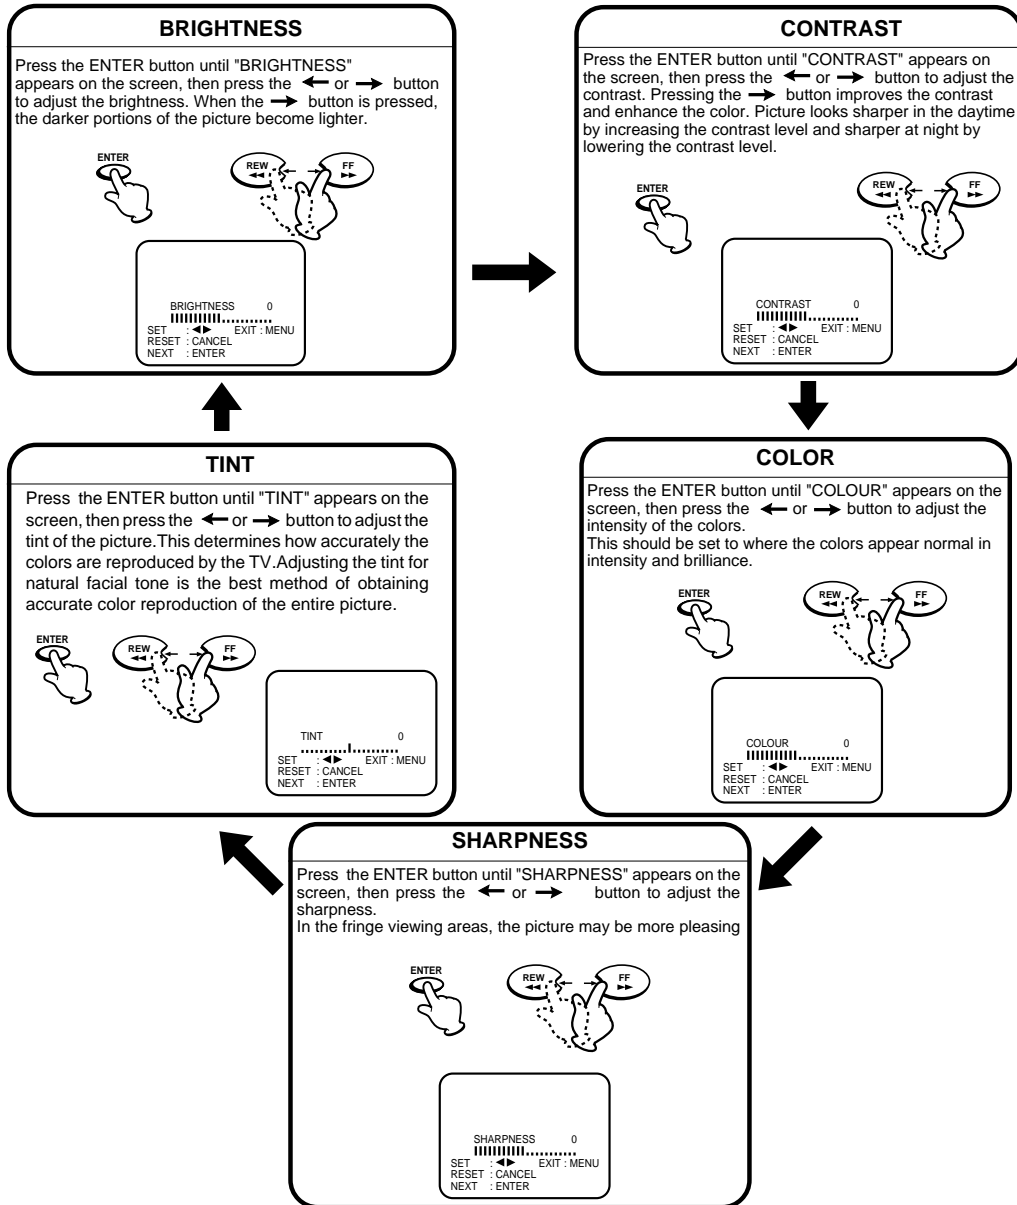 BRIGHTNESS
Press the ENTER button until "BRIGHTNESS"
appears on the screen, then press the ← or → button
to adjust the brightness. When the → button is pressed,
the darker portions of the picture become lighter.
ENTER
REW
FF
BRIGHTNESS 0
SET : ◀▶ EXIT : MENU
RESET : CANCEL
NEXT : ENTER
CONTRAST
Press the ENTER button until "CONTRAST" appears on
the screen, then press the ← or → button to adjust the
contrast. Pressing the → button improves the contrast
and enhance the color. Picture looks sharper in the daytime
by increasing the contrast level and sharper at night by
lowering the contrast level.
ENTER
REW
FF
CONTRAST 0
SET : ◀▶ EXIT : MENU
RESET : CANCEL
NEXT : ENTER
COLOR
Press the ENTER button until "COLOUR" appears on the
screen, then press the ← or → button to adjust the
intensity of the colors.
This should be set to where the colors appear normal in
intensity and brilliance.
ENTER
REW
FF
COLOUR 0
SET : ◀▶ EXIT : MENU
RESET : CANCEL
NEXT : ENTER
SHARPNESS
Press the ENTER button until "SHARPNESS" appears on the
screen, then press the ← or → button to adjust the
sharpness.
In the fringe viewing areas, the picture may be more pleasing
ENTER
REW
FF
SHARPNESS 0
SET : ◀▶ EXIT : MENU
RESET : CANCEL
NEXT : ENTER
TINT
Press the ENTER button until "TINT" appears on the
screen, then press the ← or → button to adjust the
tint of the picture.This determines how accurately the
colors are reproduced by the TV.Adjusting the tint for
natural facial tone is the best method of obtaining
accurate color reproduction of the entire picture.
ENTER
REW
FF
TINT 0
SET : ◀▶ EXIT : MENU
RESET : CANCEL
NEXT : ENTER